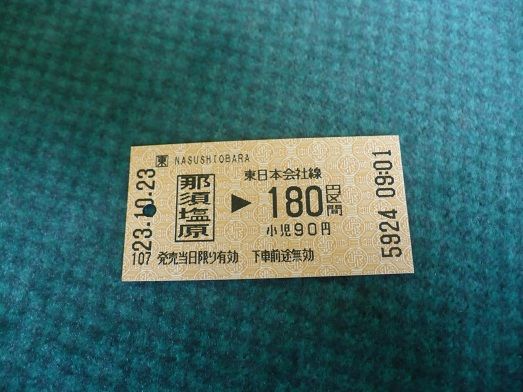 東 NASUSHIOBARA
那須塩原
東日本会社線
▶ 180円区間
小児90円
107 発売当日限り有効 下車前途無効
-23.10.23
5924 09:01